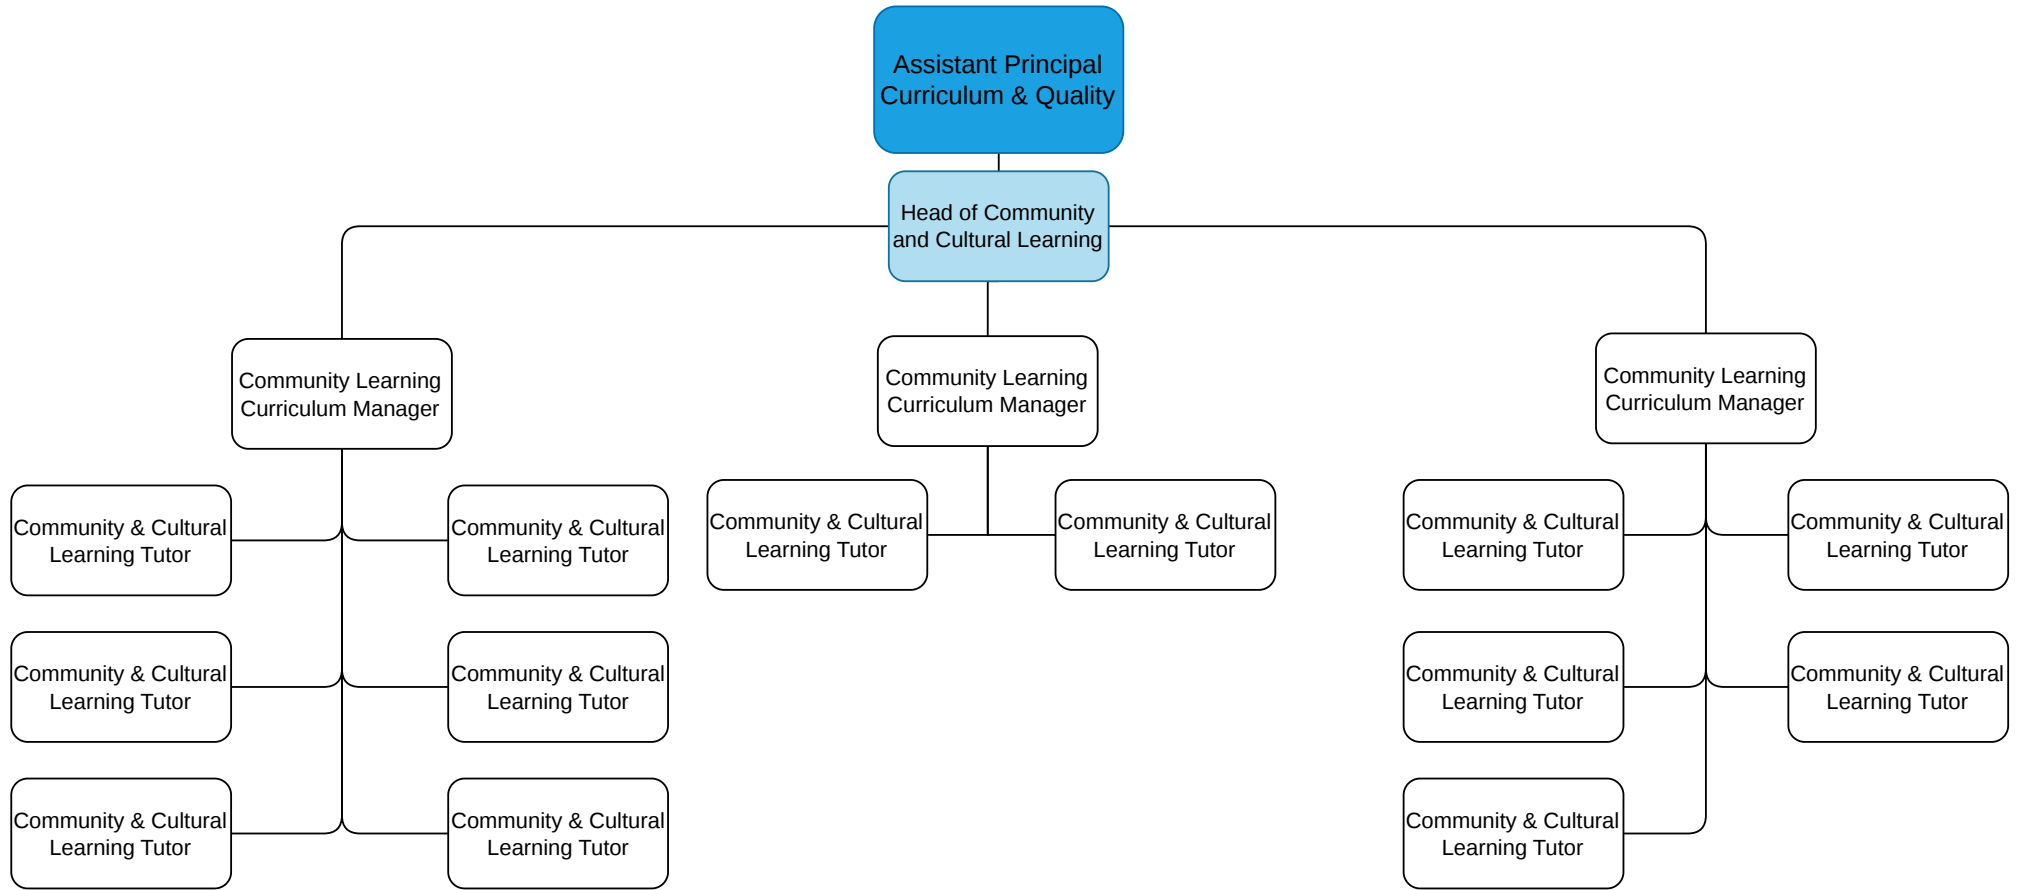 Assistant Principal
Curriculum & Quality
Head of Community
and Cultural Learning
Community Learning
Curriculum Manager
Community Learning
Curriculum Manager
Community Learning
Curriculum Manager
Community & Cultural
Learning Tutor
Community & Cultural
Learning Tutor
Community & Cultural
Learning Tutor
Community & Cultural
Learning Tutor
Community & Cultural
Learning Tutor
Community & Cultural
Learning Tutor
Community & Cultural
Learning Tutor
Community & Cultural
Learning Tutor
Community & Cultural
Learning Tutor
Community & Cultural
Learning Tutor
Community & Cultural
Learning Tutor
Community & Cultural
Learning Tutor
Community & Cultural
Learning Tutor